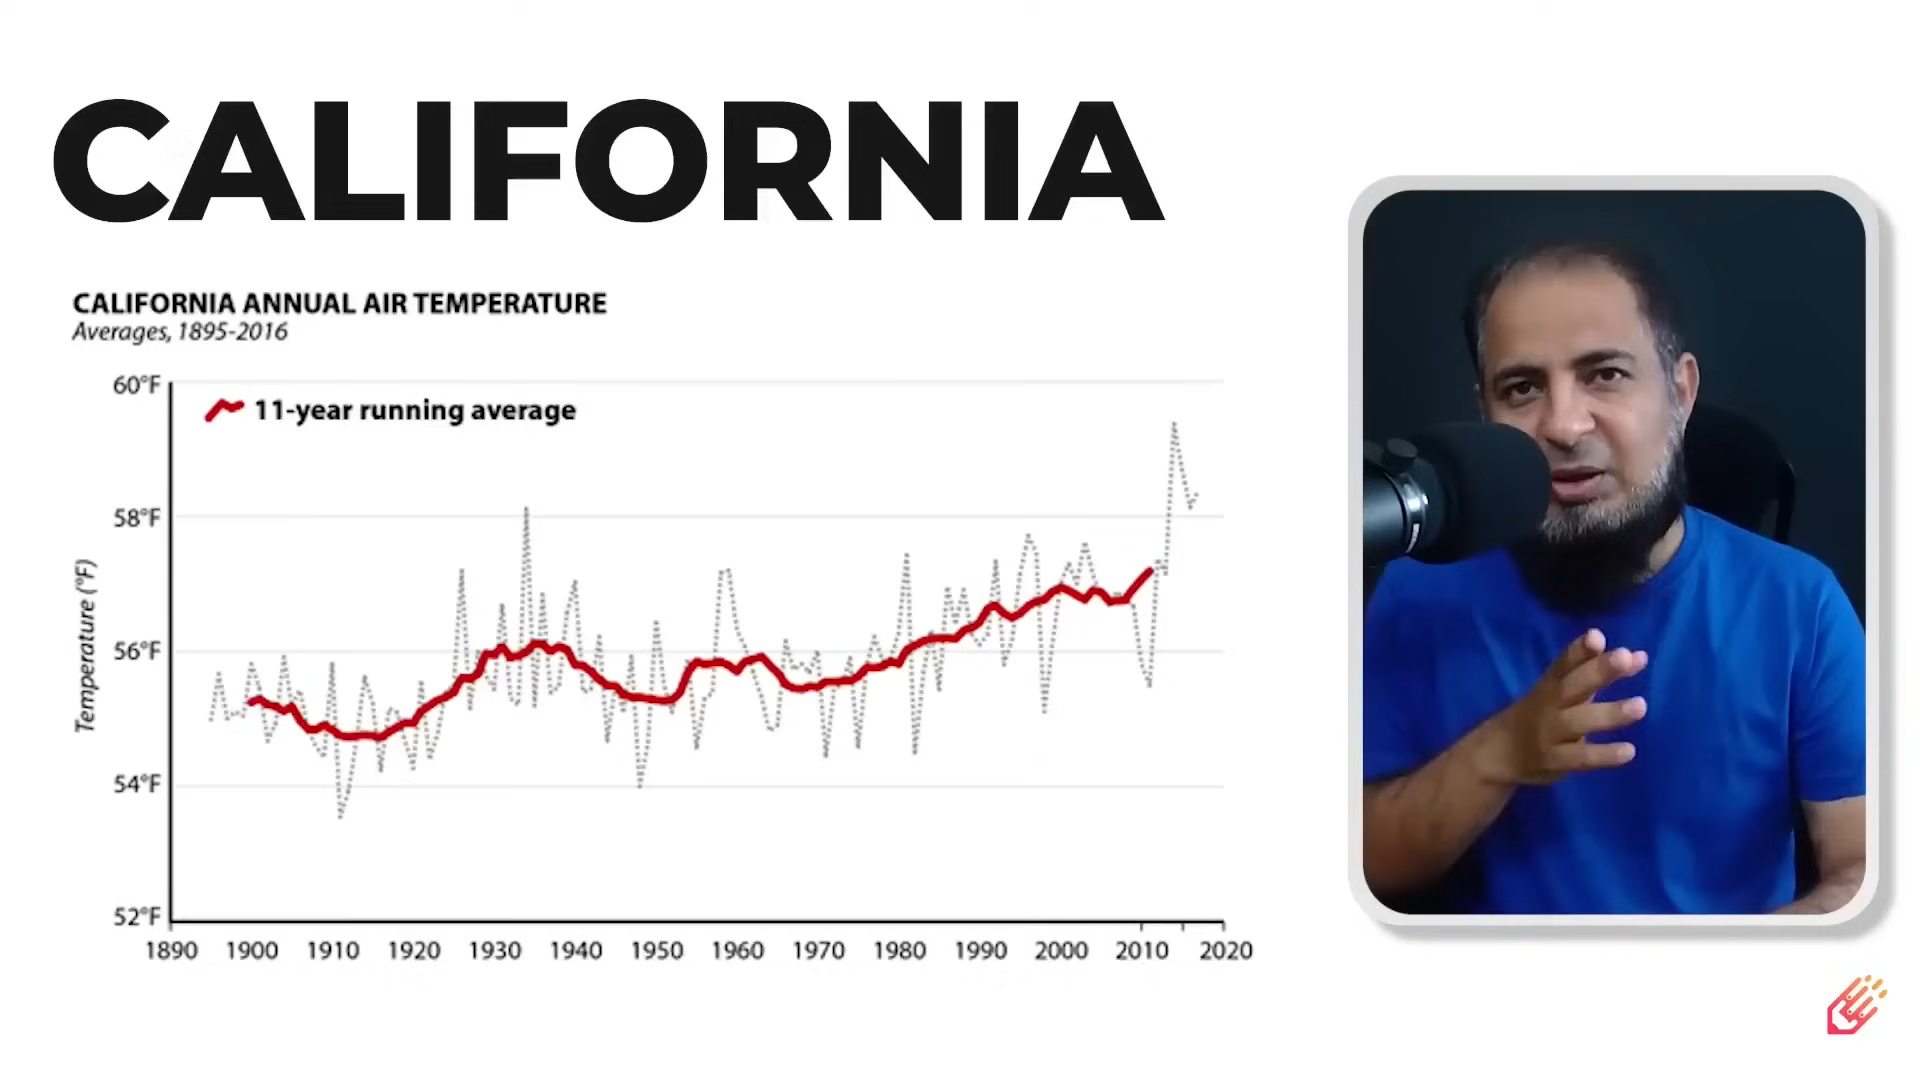 CALIFORNIA
CALIFORNIA ANNUAL AIR TEMPERATURE
Averages, 1895-2016
60°F
11-year running average
58°F
56°F
54°F
52°F
Temperature (°F)
1890 1900 1910 1920 1930 1940 1950 1960 1970 1980 1990 2000 2010 2020